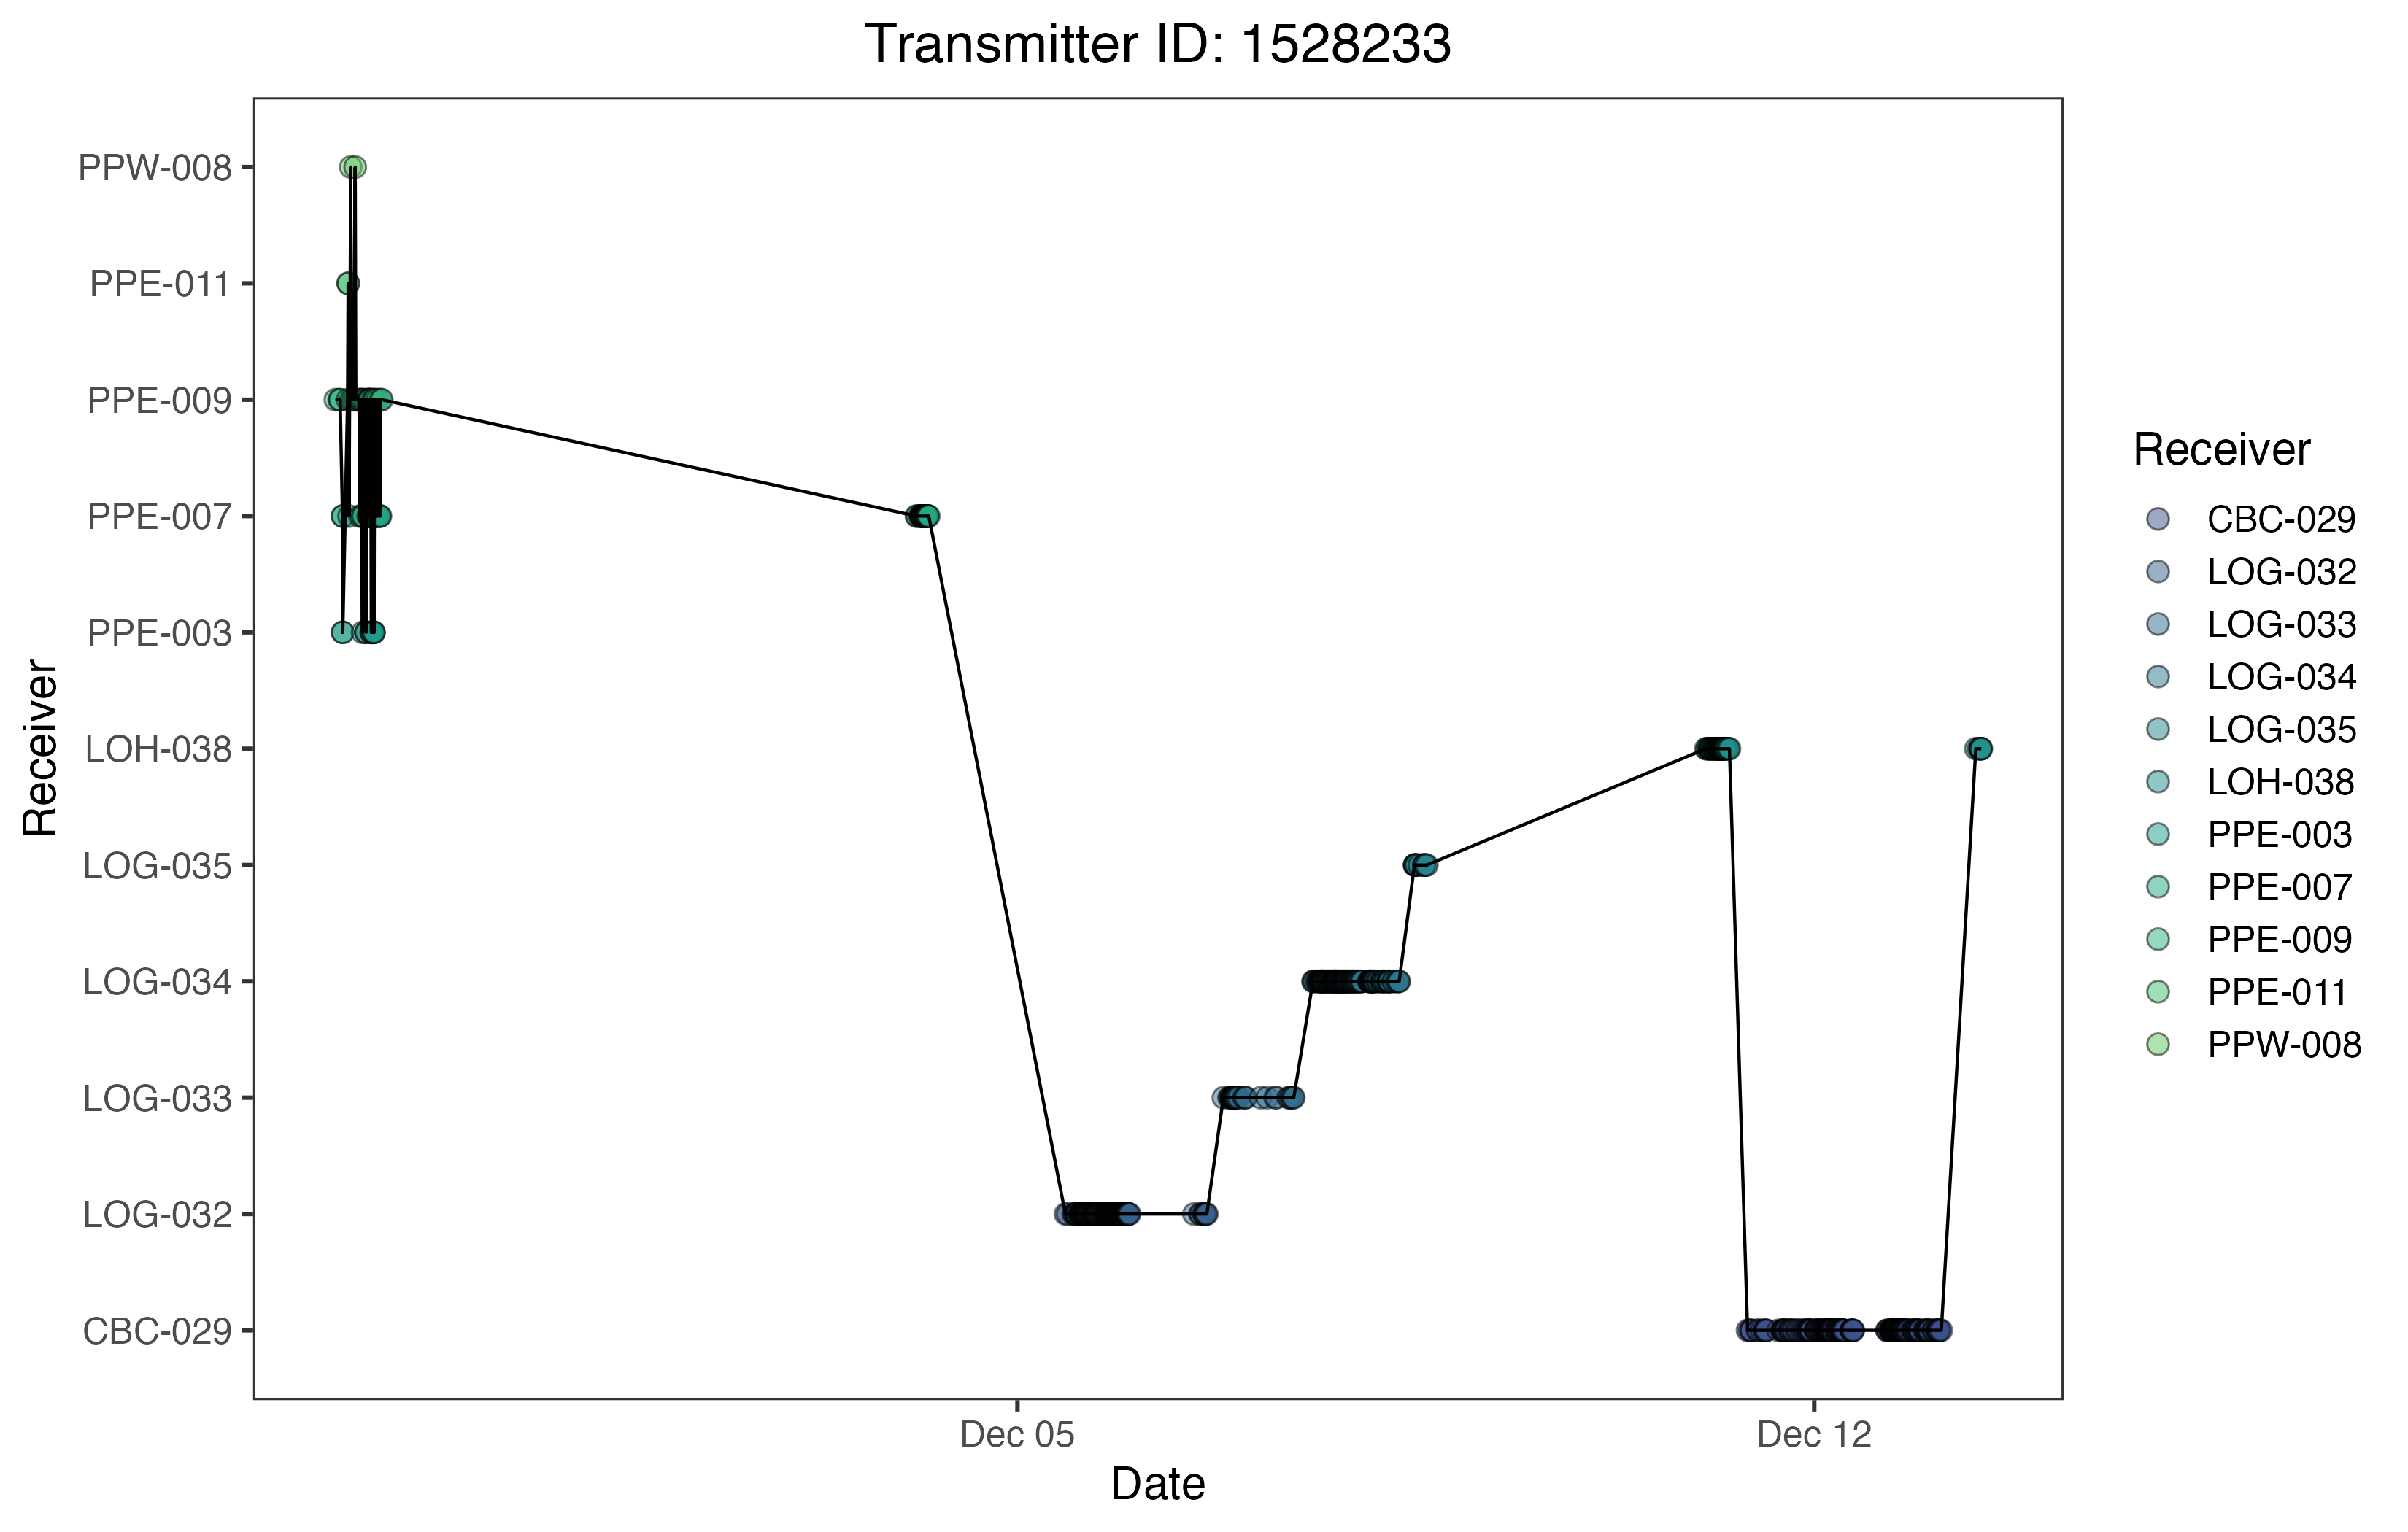 Transmitter ID: 1528233
Receiver
PPW-008
PPE-011
PPE-009
PPE-007
PPE-003
LOH-038
LOG-035
LOG-034
LOG-033
LOG-032
CBC-029
Dec 05
Dec 12
Date
Receiver
CBC-029
LOG-032
LOG-033
LOG-034
LOG-035
LOH-038
PPE-003
PPE-007
PPE-009
PPE-011
PPW-008